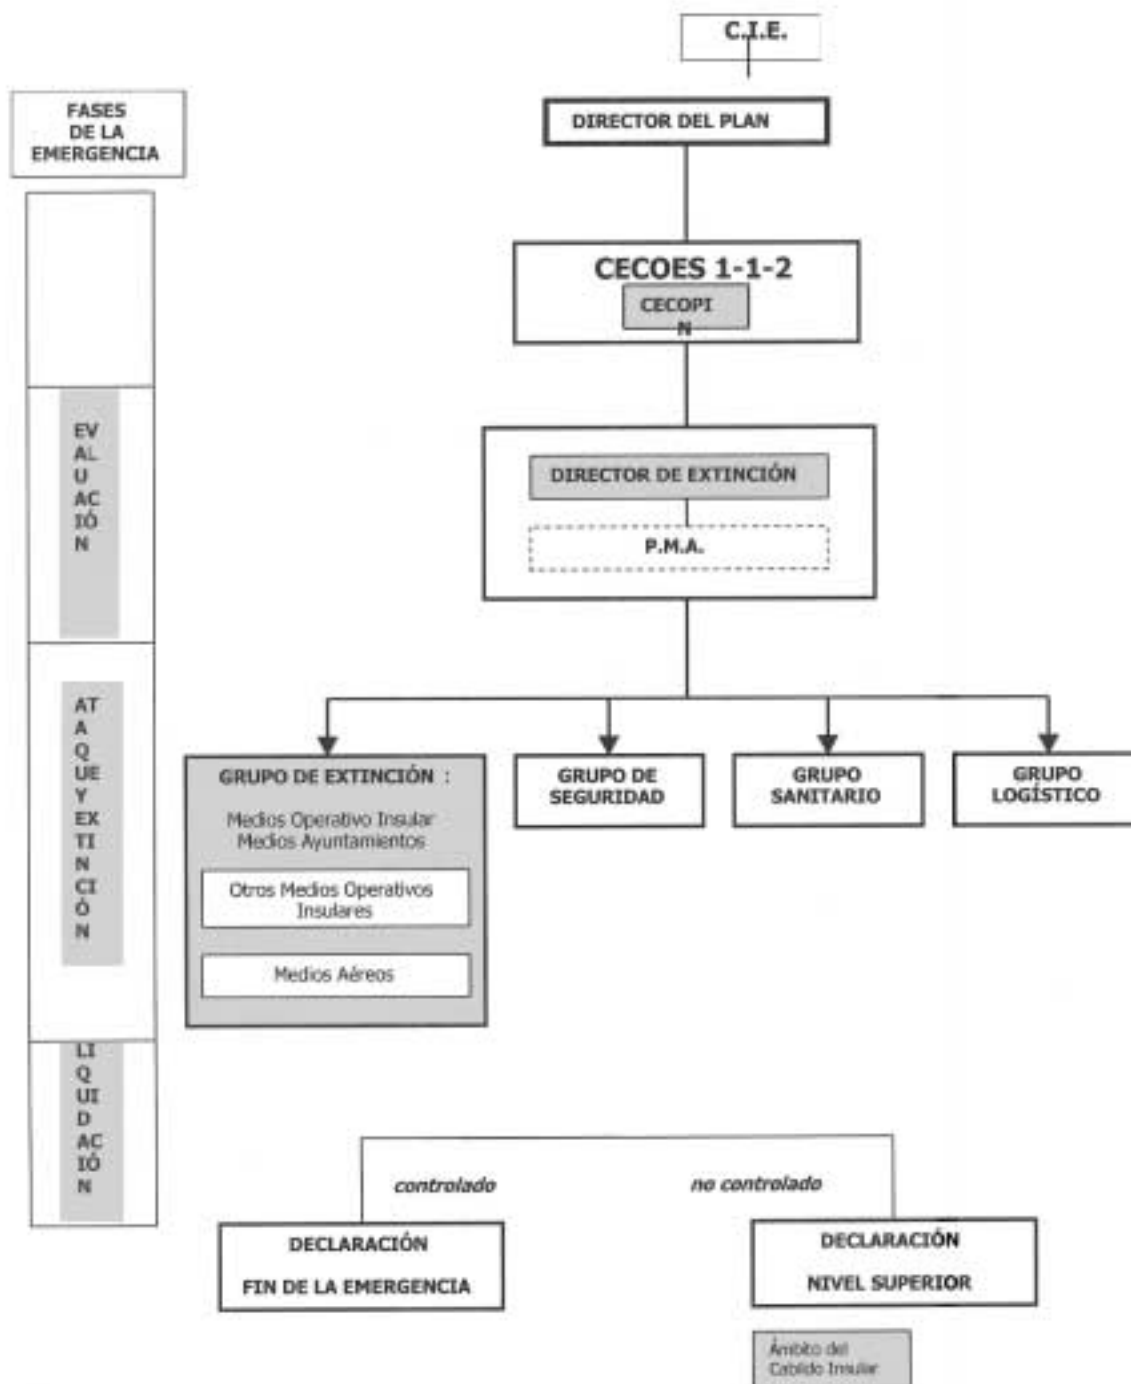 C.I.E.
FASES
DE LA
EMERGENCIA
DIRECTOR DEL PLAN
CECOES 1-1-2
CECOPI
N
EV
AL
U
AC
IÓ
N
DIRECTOR DE EXTINCIÓN
P.M.A.
AT
A
Q
UE
Y
EX
TI
N
CI
Ó
N
GRUPO DE EXTINCIÓN :
Medios Operativo Insular
Medios Ayuntamientos
Otros Medios Operativos
Insulares
Medios Aéreos
GRUPO DE
SEGURIDAD
GRUPO
SANITARIO
GRUPO
LOGÍSTICO
LI
Q
UI
D
AC
IÓ
N
controlado
no controlado
DECLARACIÓN
FIN DE LA EMERGENCIA
DECLARACIÓN
NIVEL SUPERIOR
Ámbito del
Cabildo Insular